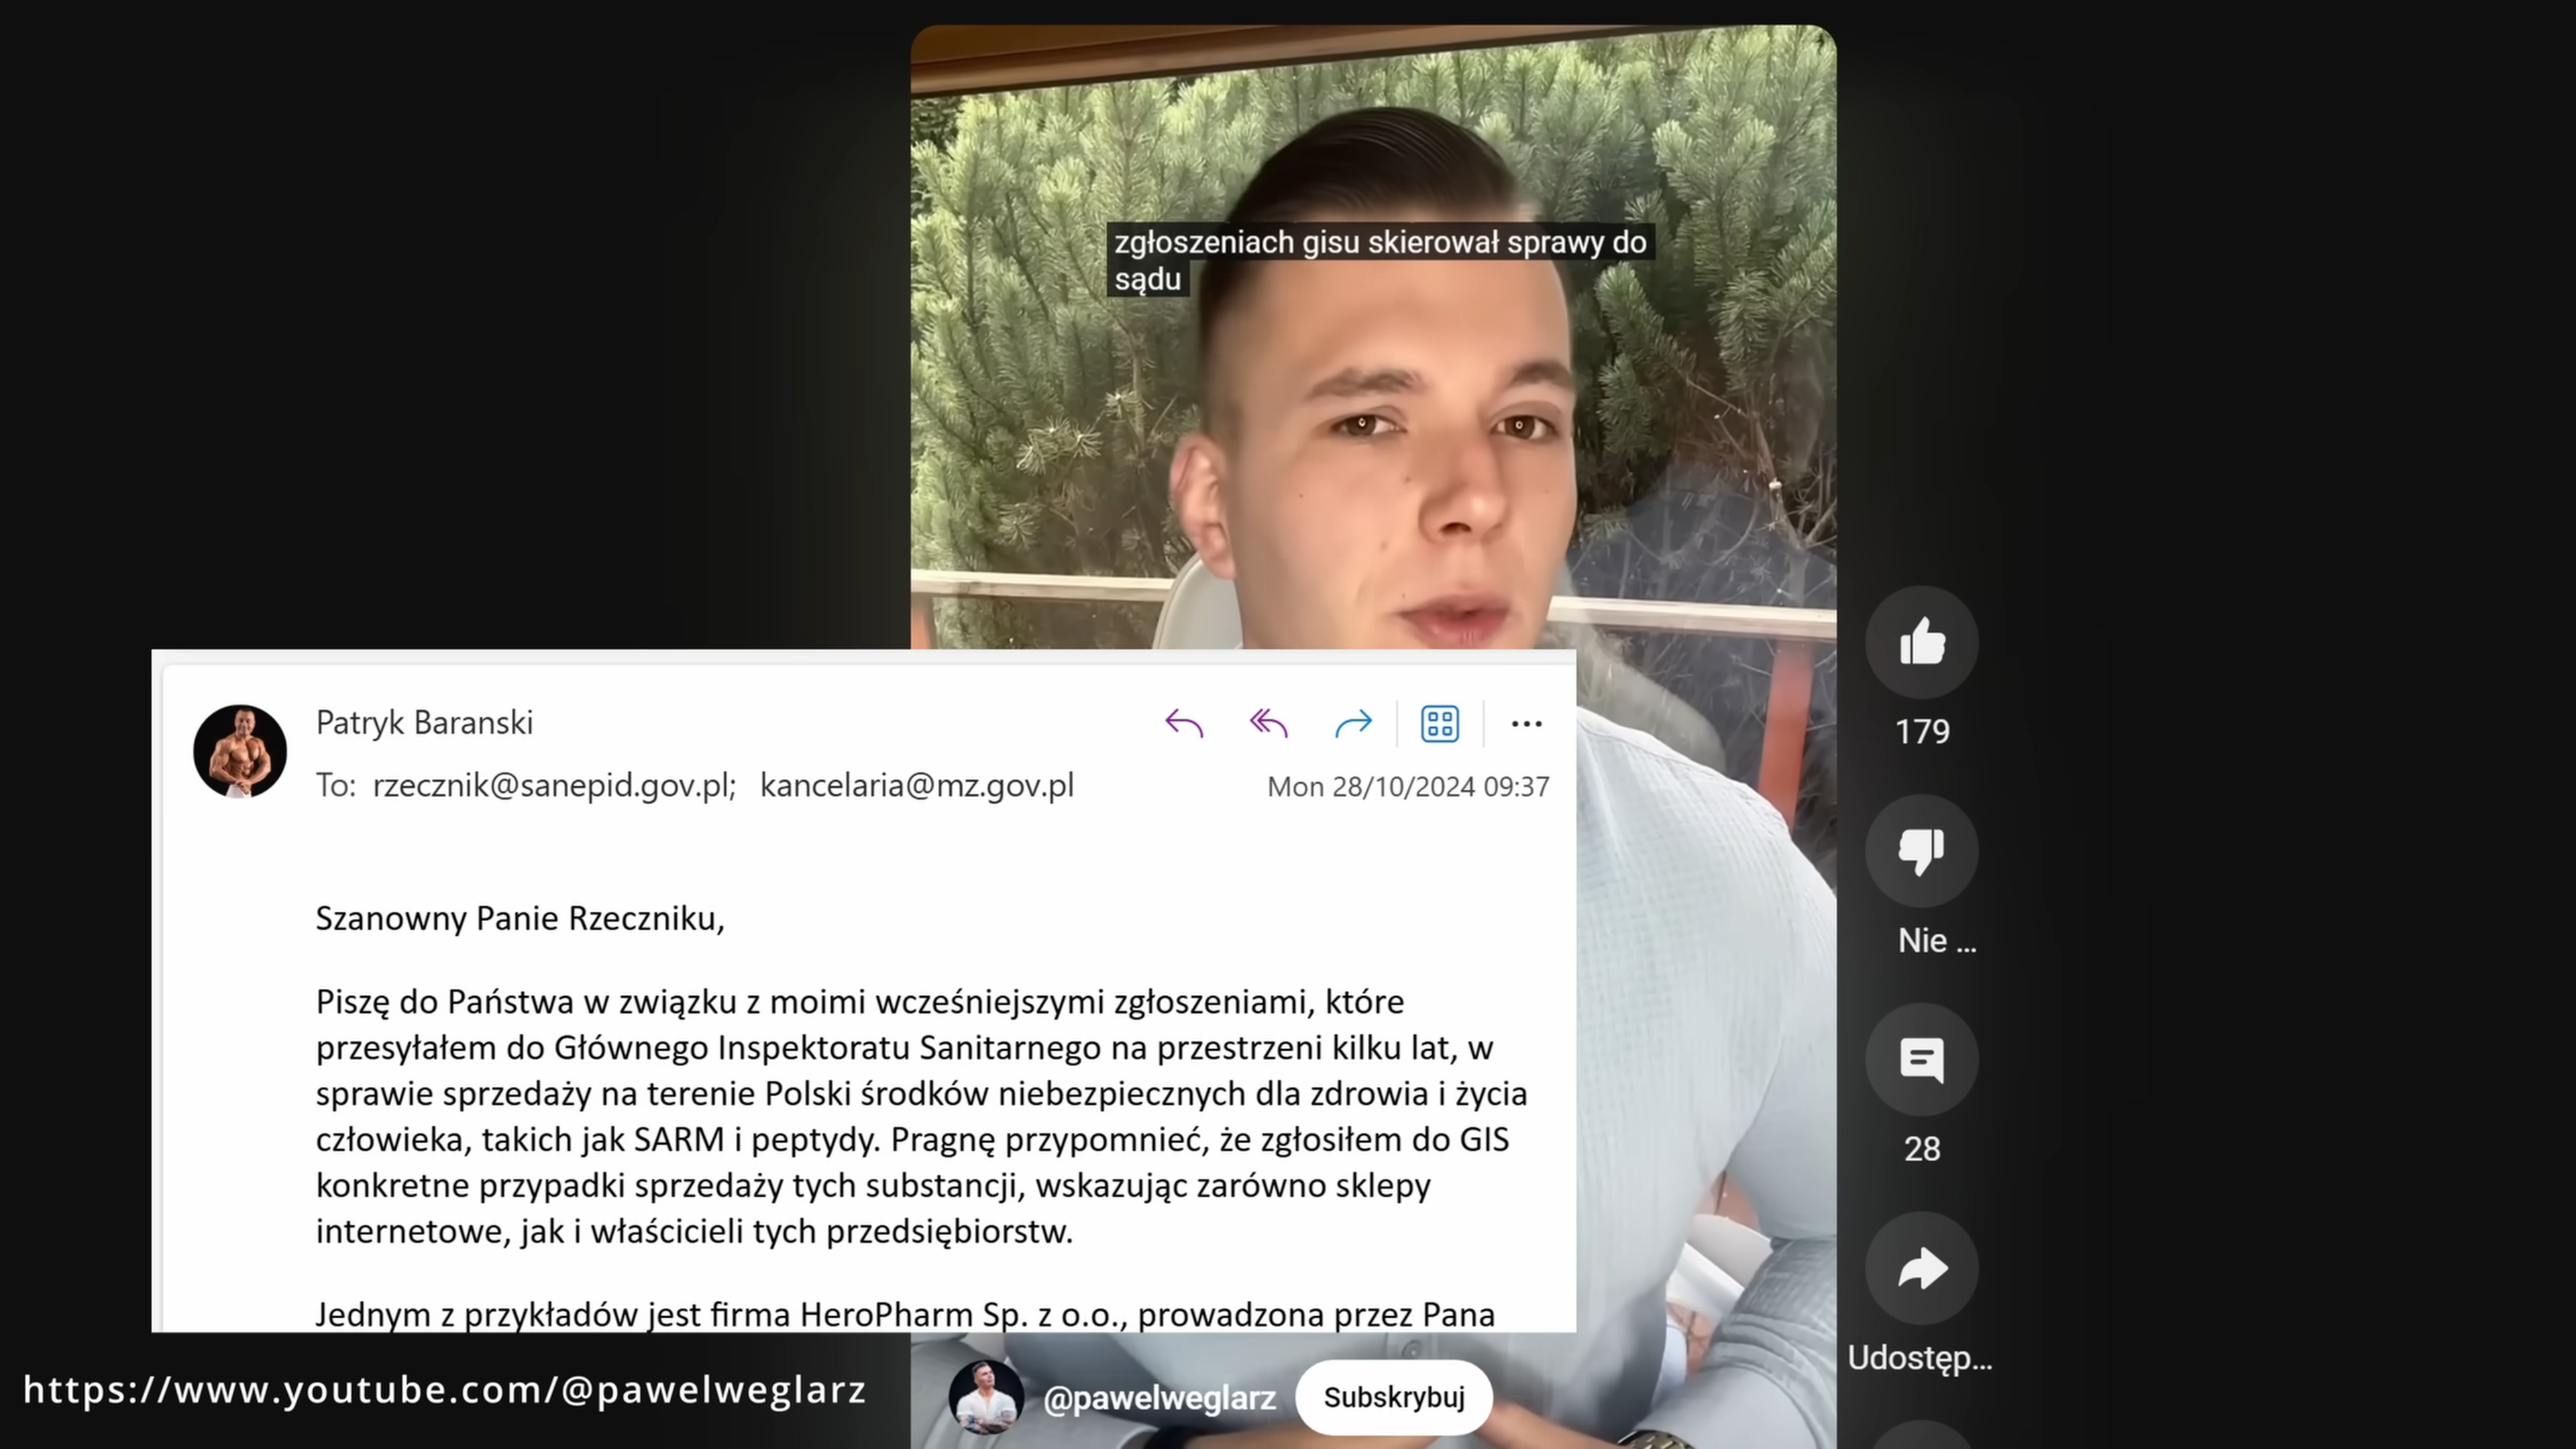 zgłoszeniach gisu skierował sprawy do
sądu
Patryk Baranski
To: rzecznik@sanepid.gov.pl; kancelaria@mz.gov.pl
Mon 28/10/2024 09:37
Szanowny Panie Rzeczniku,
Piszę do Państwa w związku z moimi wcześniejszymi zgłoszeniami, które
przesyłałem do Głównego Inspektoratu Sanitarnego na przestrzeni kilku lat, w
sprawie sprzedaży na terenie Polski środków niebezpiecznych dla zdrowia i życia
człowieka, takich jak SARM i peptydy. Pragnę przypomnieć, że zgłosiłem do GIS
konkretne przypadki sprzedaży tych substancji, wskazując zarówno sklepy
internetowe, jak i właścicieli tych przedsiębiorstw.
Jednym z przykładów jest firma HeroPharm Sp. z o.o., prowadzona przez Pana
179
Nie ...
28
Udostęp...
https://www.youtube.com/@pawelweglarz
@pawelweglarz
Subskrybuj